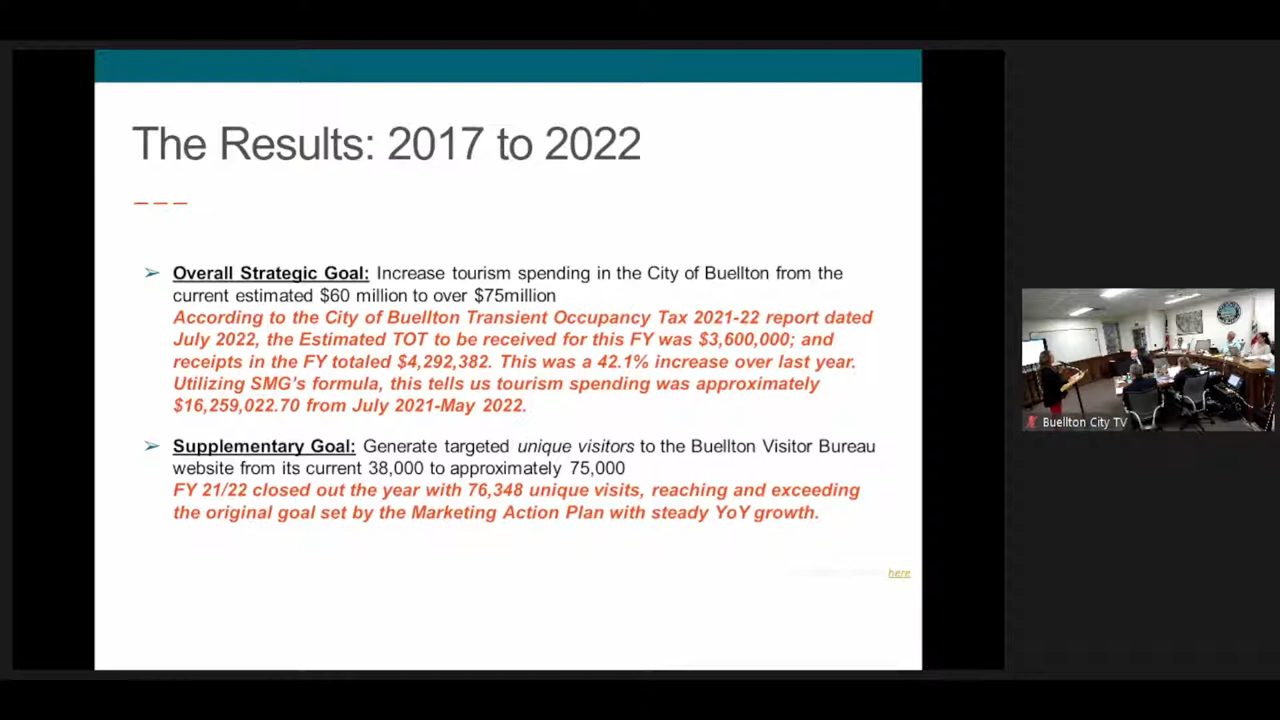 The Results: 2017 to 2022
Overall Strategic Goal: Increase tourism spending in the City of Buellton from the
current estimated $60 million to over $75million
According to the City of Buellton Transient Occupancy Tax 2021-22 report dated
July 2022, the Estimated TOT to be received for this FY was $3,600,000; and
receipts in the FY totaled $4,292,382. This was a 42.1% increase over last year.
Utilizing SMG's formula, this tells us tourism spending was approximately
$16,259,022.70 from July 2021-May 2022.
Supplementary Goal: Generate targeted unique visitors to the Buellton Visitor Bureau
website from its current 38,000 to approximately 75,000
FY 21/22 closed out the year with 76,348 unique visits, reaching and exceeding
the original goal set by the Marketing Action Plan with steady YoY growth.
here
Buellton City TV